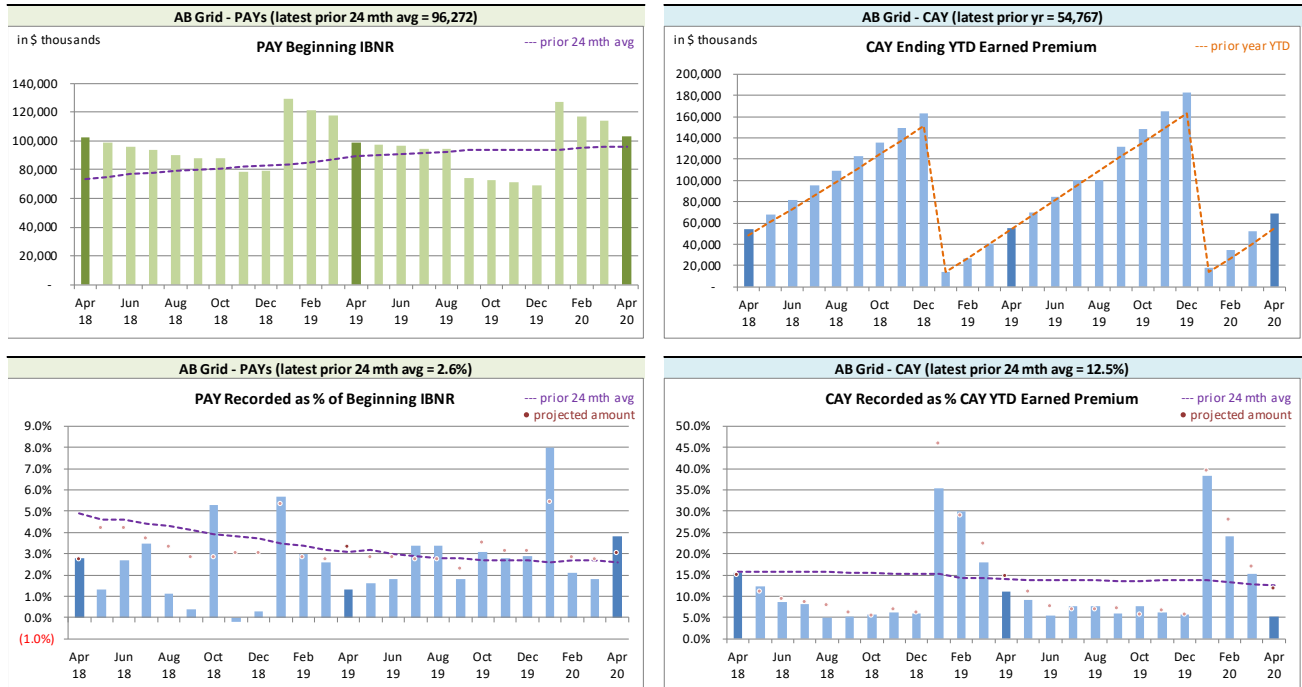 AB Grid - PAYs (latest prior 24 mth avg = 96,272)
in $ thousands
PAY Beginning IBNR
--- prior 24 mth avg
140,000
120,000
100,000
80,000
60,000
40,000
20,000
-
Apr Jun Aug Oct Dec Feb Apr Jun Aug Oct Dec Feb Apr
18 18 18 18 18 19 19 19 19 19 19 20 20
AB Grid - CAY (latest prior yr = 54,767)
in $ thousands
CAY Ending YTD Earned Premium
--- prior year YTD
200,000
180,000
160,000
140,000
120,000
100,000
80,000
60,000
40,000
20,000
-
Apr Jun Aug Oct Dec Feb Apr Jun Aug Oct Dec Feb Apr
18 18 18 18 18 19 19 19 19 19 19 20 20
AB Grid - PAYs (latest prior 24 mth avg = 2.6%)
PAY Recorded as % of Beginning IBNR
--- prior 24 mth avg
• projected amount
9.0%
8.0%
7.0%
6.0%
5.0%
4.0%
3.0%
2.0%
1.0%
0.0%
(1.0%)
Apr Jun Aug Oct Dec Feb Apr Jun Aug Oct Dec Feb Apr
18 18 18 18 18 19 19 19 19 19 19 20 20
AB Grid - CAY (latest prior 24 mth avg = 12.5%)
CAY Recorded as % CAY YTD Earned Premium
--- prior 24 mth avg
• projected amount
50.0%
45.0%
40.0%
35.0%
30.0%
25.0%
20.0%
15.0%
10.0%
5.0%
0.0%
Apr Jun Aug Oct Dec Feb Apr Jun Aug Oct Dec Feb Apr
18 18 18 18 18 19 19 19 19 19 19 20 20